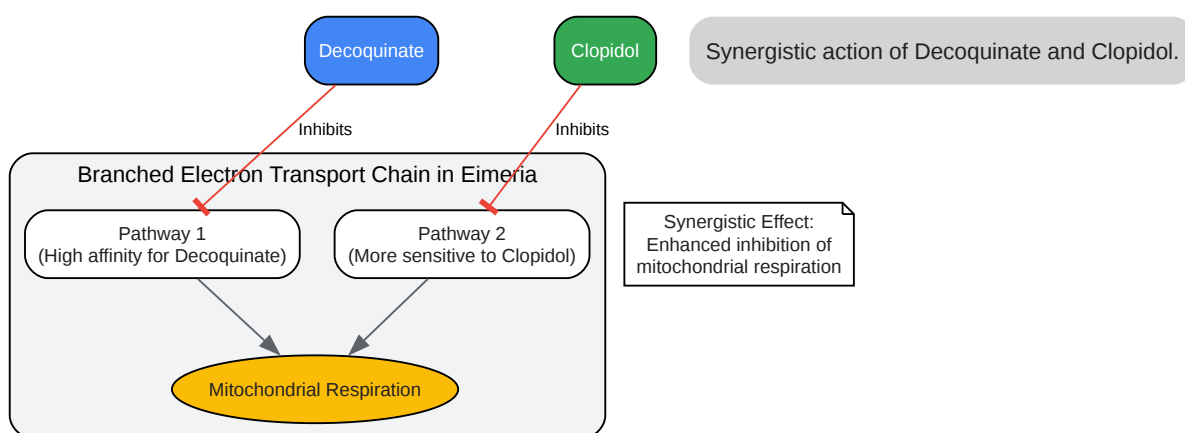 Decoquinate
Clopidol
Synergistic action of Decoquinate and Clopidol.
Inhibits
Inhibits
Branched Electron Transport Chain in Eimeria
Pathway 1
(High affinity for Decoquinate)
Pathway 2
(More sensitive to Clopidol)
Synergistic Effect:
Enhanced inhibition of
mitochondrial respiration
Mitochondrial Respiration